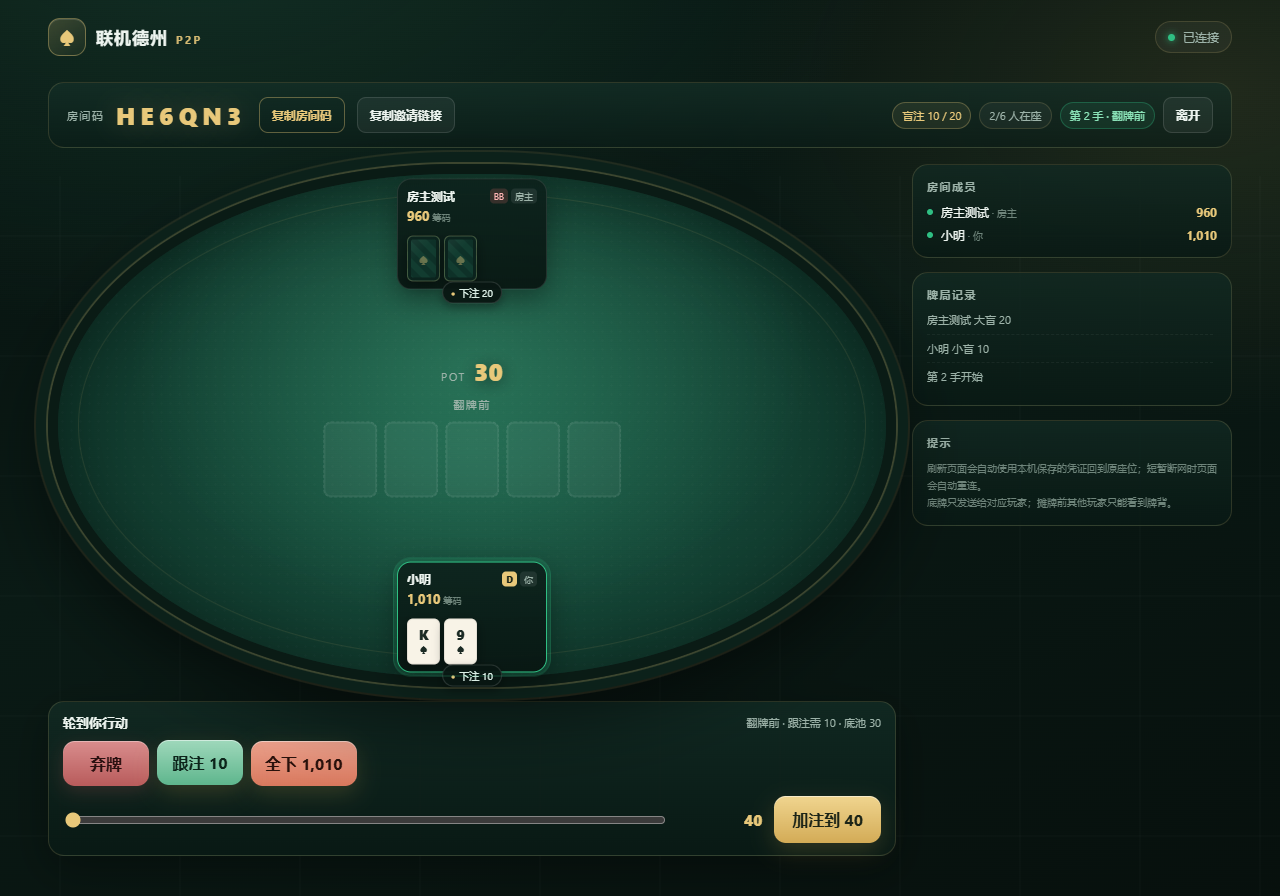 联机德州 P2P
已连接
房间码 HE6QN3 复制房间码 复制邀请链接 盲注 10 / 20 2/6 人在座 第 2 手 · 翻牌前 离开
房主测试 BB 房主
960 筹码
下注 20
POT 30
翻牌前
小明 D 你
1,010 筹码
K 9
下注 10
房间成员
房主测试 · 房主 960
小明 · 你 1,010
牌局记录
房主测试 大盲 20
小明 小盲 10
第 2 手开始
提示
刷新页面会自动使用本机保存的凭证回到原座位；短暂断网时页面
会自动重连。
底牌只发送给对应玩家；摊牌前其他玩家只能看到牌背。
轮到你行动 翻牌前 · 跟注需 10 · 底池 30
弃牌 跟注 10 全下 1,010
40 加注到 40